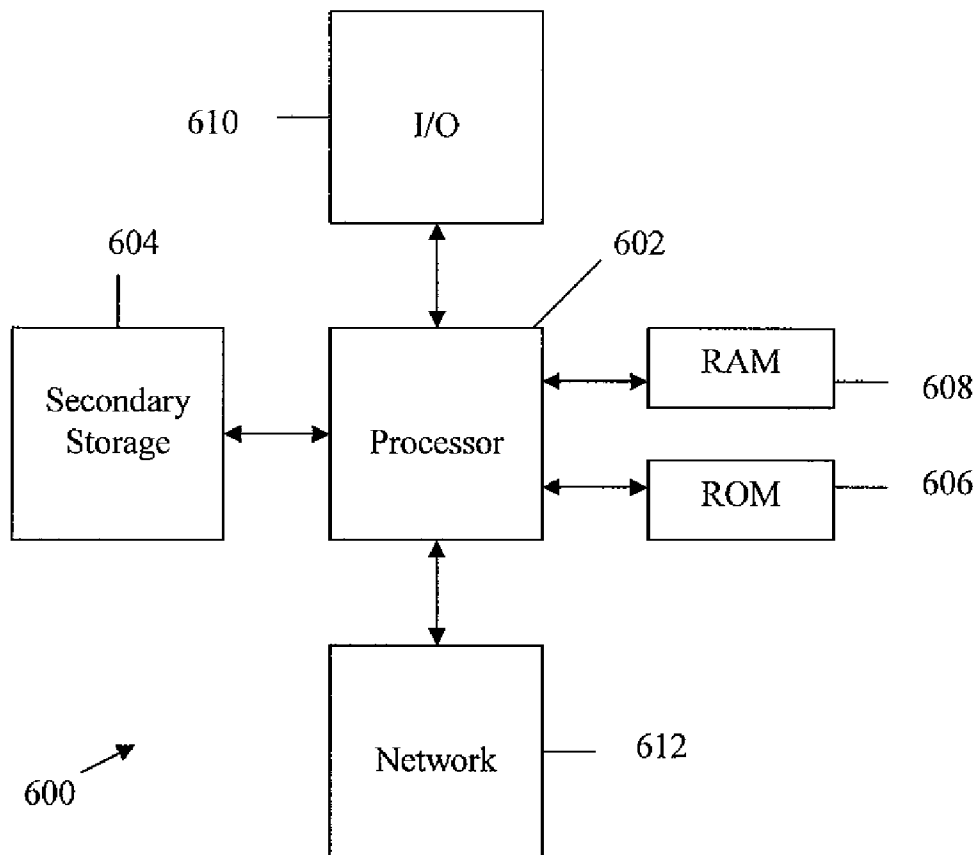 610
I/O
604
602
Secondary
Storage
Processor
RAM
608
ROM
606
Network
612
600